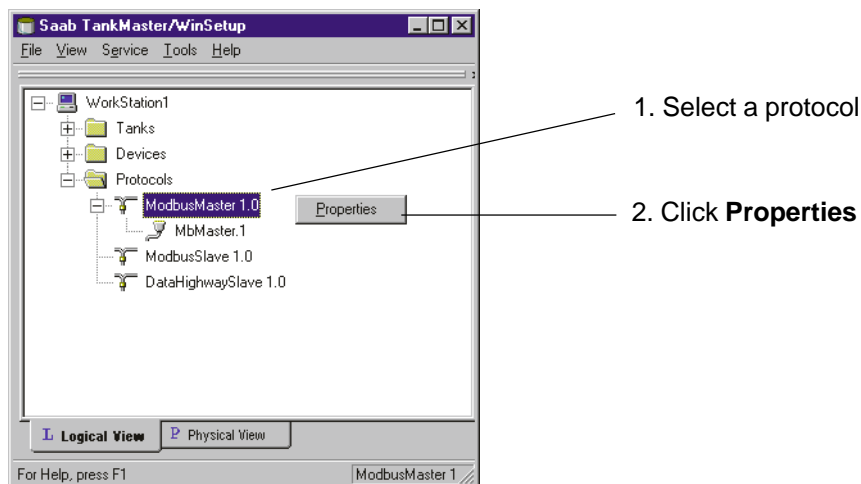 Saab TankMaster/WinSetup
File View Service Tools Help
WorkStation1
Tanks
Devices
Protocols
ModbusMaster 1.0
MbMaster.1
ModbusSlave 1.0
DataHighwaySlave 1.0
Properties
1. Select a protocol
2. Click Properties
L Logical View P Physical View
For Help, press F1 ModbusMaster 1